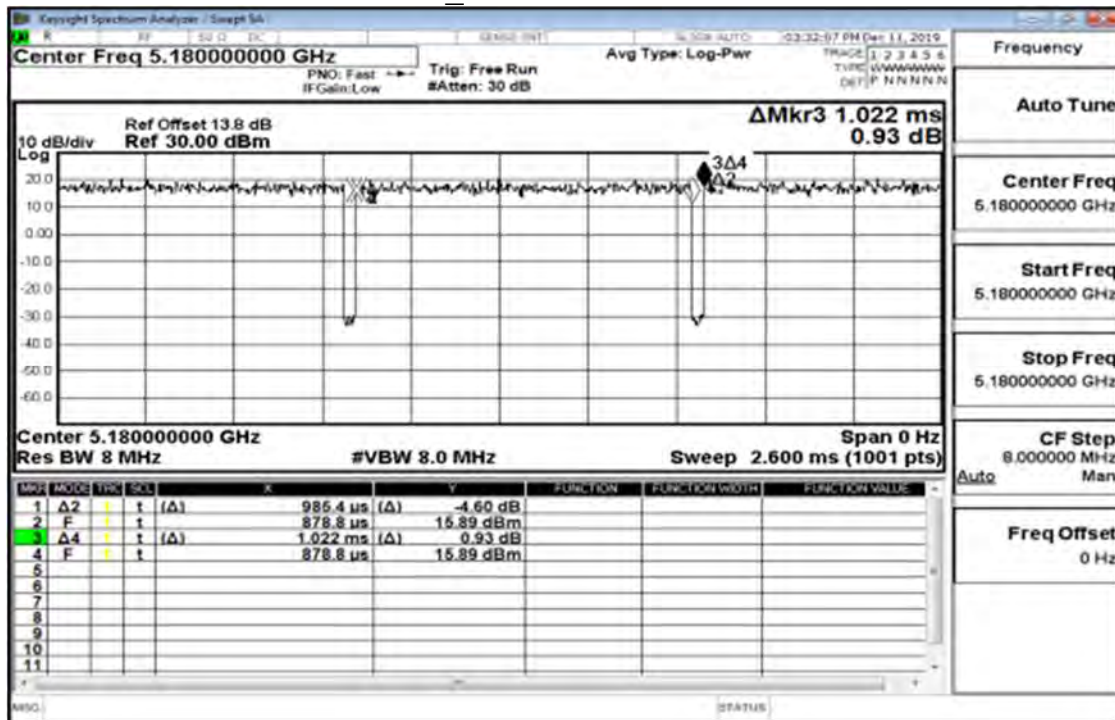 Keysight Spectrum Analyzer - Swept SA
R RF 50 Ω DC SENSE:INT ALIGN AUTO 03:32:07 PM Dec 11, 2019
Center Freq 5.180000000 GHz
PNO: Fast
IFGain:Low
Trig: Free Run
#Atten: 30 dB
Avg Type: Log-Pwr
TRACE 1 2 3 4 5 6
TYPE WWWWWW
DET P N N N N N
Ref Offset 13.8 dB
Ref 30.00 dBm
10 dB/div
Log
ΔMkr3 1.022 ms
0.93 dB
3Δ4
20.0
10.0
0.00
-10.0
-20.0
-30.0
-40.0
-50.0
-60.0
Center 5.180000000 GHz
Span 0 Hz
Res BW 8 MHz
#VBW 8.0 MHz
Sweep 2.600 ms (1001 pts)
MKR MODE TRC SCL X Y FUNCTION FUNCTION WIDTH FUNCTION VALUE
1 Δ2 1 t (Δ) 985.4 µs (Δ) -4.60 dB
2 F 1 t 878.8 µs 15.89 dBm
3 Δ4 1 t (Δ) 1.022 ms (Δ) 0.93 dB
4 F 1 t 878.8 µs 15.89 dBm
5
6
7
8
9
10
11
MSG
STATUS
Frequency
Auto Tune
Center Freq
5.180000000 GHz
Start Freq
5.180000000 GHz
Stop Freq
5.180000000 GHz
CF Step
8.000000 MHz
Auto Man
Freq Offset
0 Hz